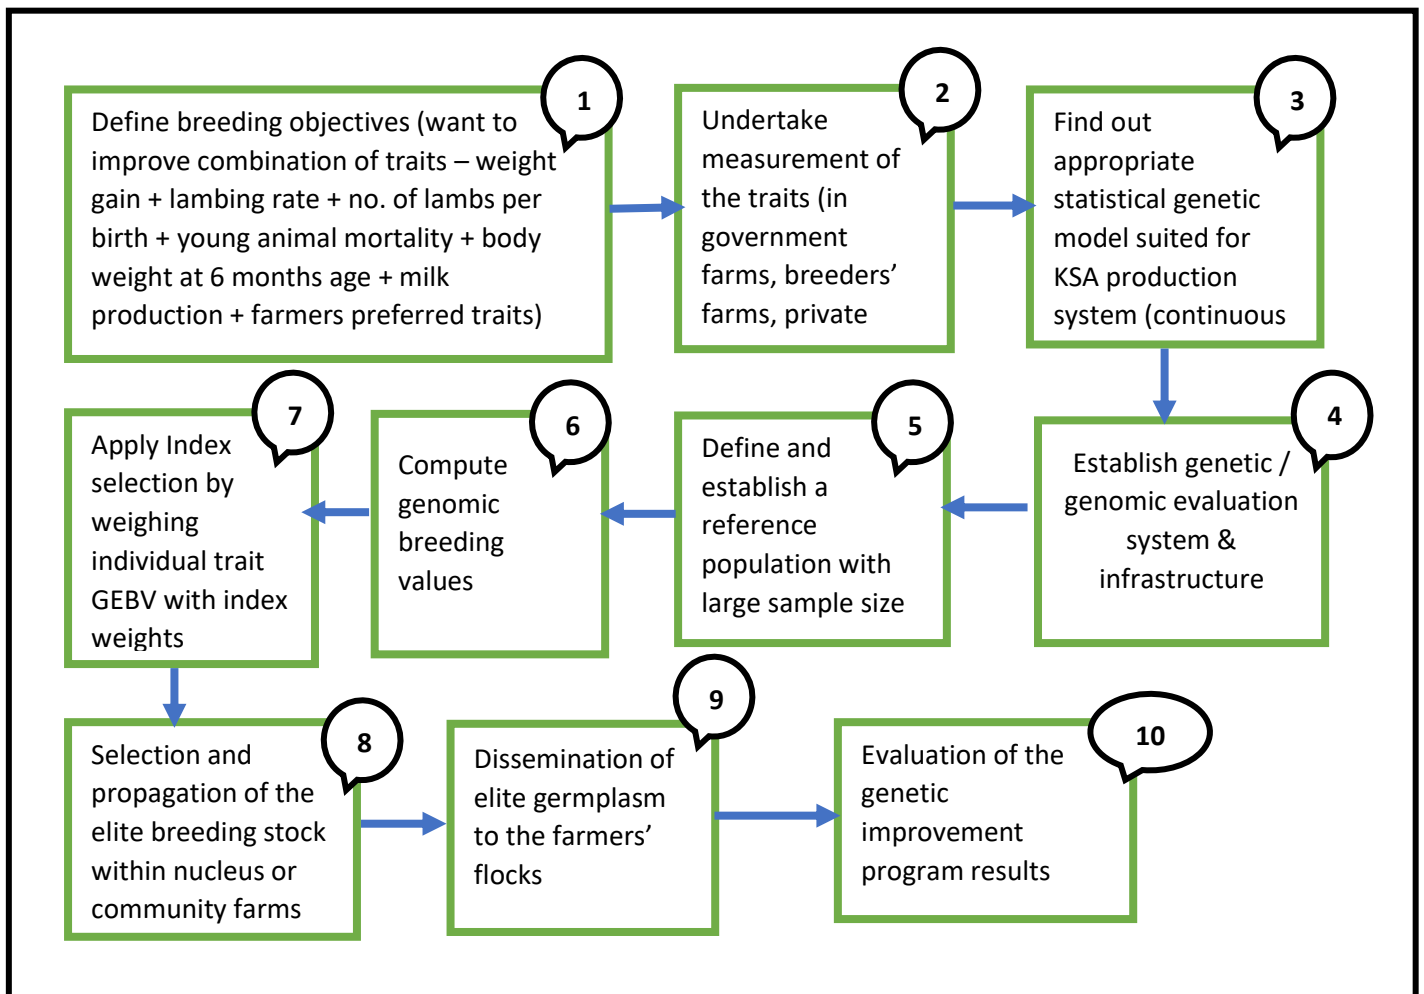 1
Define breeding objectives (want to
improve combination of traits – weight
gain + lambing rate + no. of lambs per
birth + young animal mortality + body
weight at 6 months age + milk
production + farmers preferred traits)
2
Undertake
measurement of
the traits (in
government
farms, breeders’
farms, private
3
Find out
appropriate
statistical genetic
model suited for
KSA production
system (continuous
4
Establish genetic /
genomic evaluation
system &
infrastructure
5
Define and
establish a
reference
population with
large sample size
6
Compute
genomic
breeding
values
7
Apply Index
selection by
weighing
individual trait
GEBV with index
weights
8
Selection and
propagation of the
elite breeding stock
within nucleus or
community farms
9
Dissemination of
elite germplasm
to the farmers’
flocks
10
Evaluation of the
genetic
improvement
program results